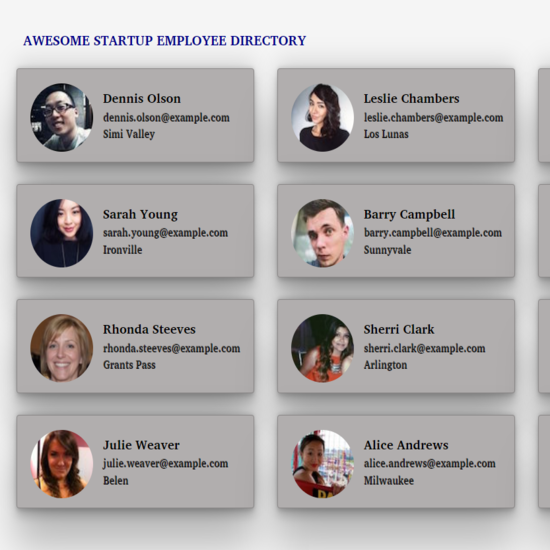 AWESOME STARTUP EMPLOYEE DIRECTORY
Dennis Olson
dennis.olson@example.com
Simi Valley
Leslie Chambers
leslie.chambers@example.com
Los Lunas
Sarah Young
sarah.young@example.com
Ironville
Barry Campbell
barry.campbell@example.com
Sunnyvale
Rhonda Steeves
rhonda.steeves@example.com
Grants Pass
Sherri Clark
sherri.clark@example.com
Arlington
Julie Weaver
julie.weaver@example.com
Belen
Alice Andrews
alice.andrews@example.com
Milwaukee